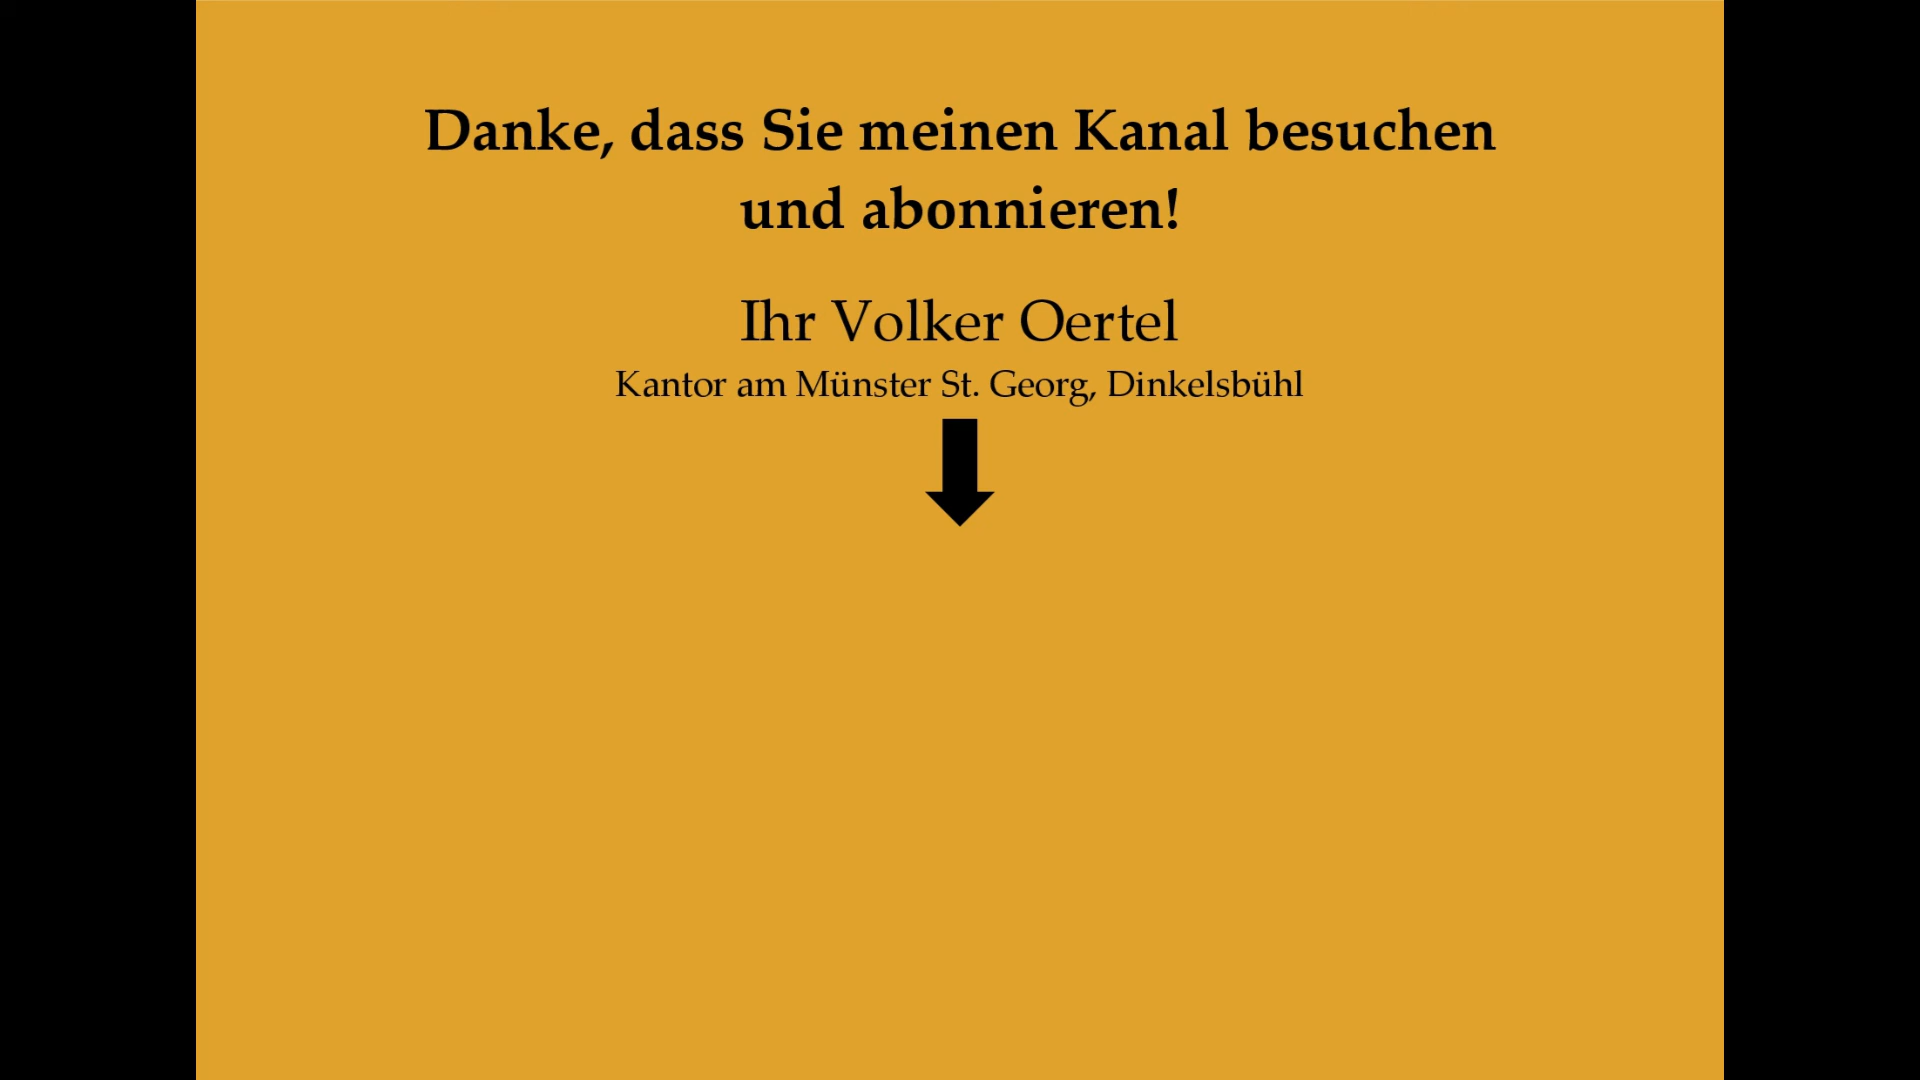 Danke, dass Sie meinen Kanal besuchen
und abonnieren!
Ihr Volker Oertel
Kantor am Münster St. Georg, Dinkelsbühl